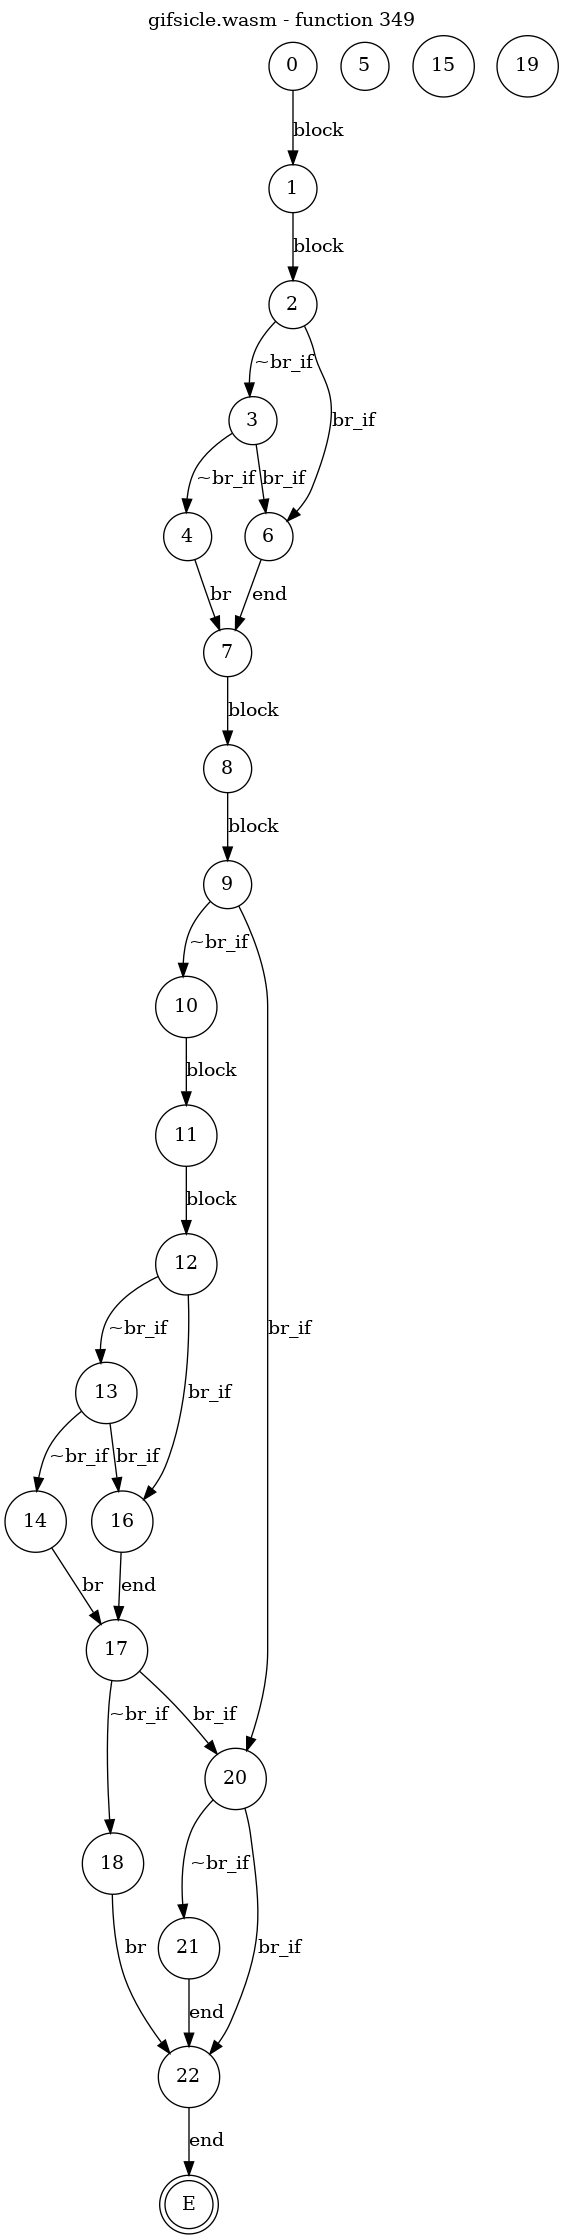 gifsicle.wasm - function 349
0 5 15 19
block
1
block
2
~br_if
br_if
3
~br_if br_if
4 6
br end
7
block
8
block
9
~br_if
10
block
11
block
12
~br_if
br_if
br_if
13
~br_if br_if
14 16
br end
17
~br_if br_if
20
18
~br_if
21
br br_if
end
22
end
E